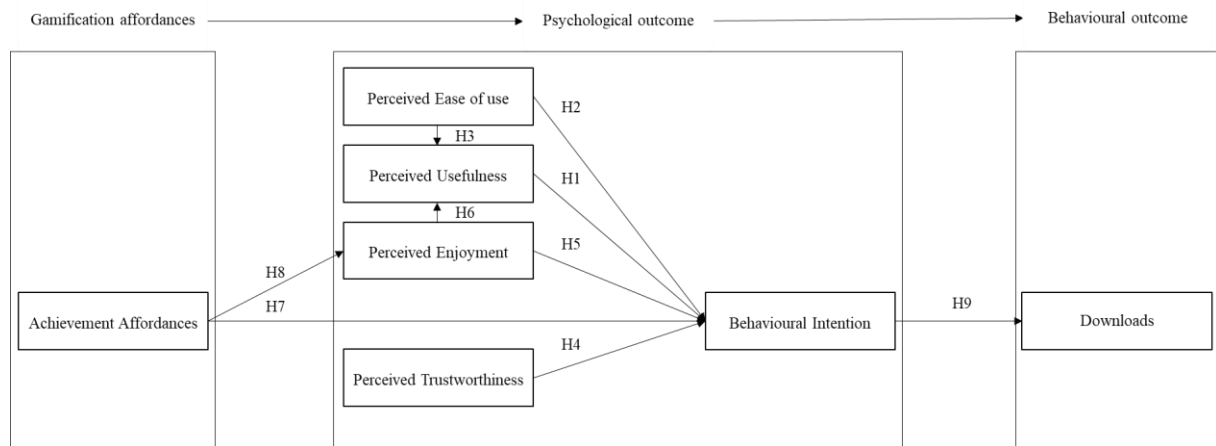 Gamification affordances
Psychological outcome
Behavioural outcome
Perceived Ease of use
H2
H3
Perceived Usefulness
H1
H6
Perceived Enjoyment
H5
H8
H7
H9
Achievement Affordances
Behavioural Intention
Downloads
H4
Perceived Trustworthiness